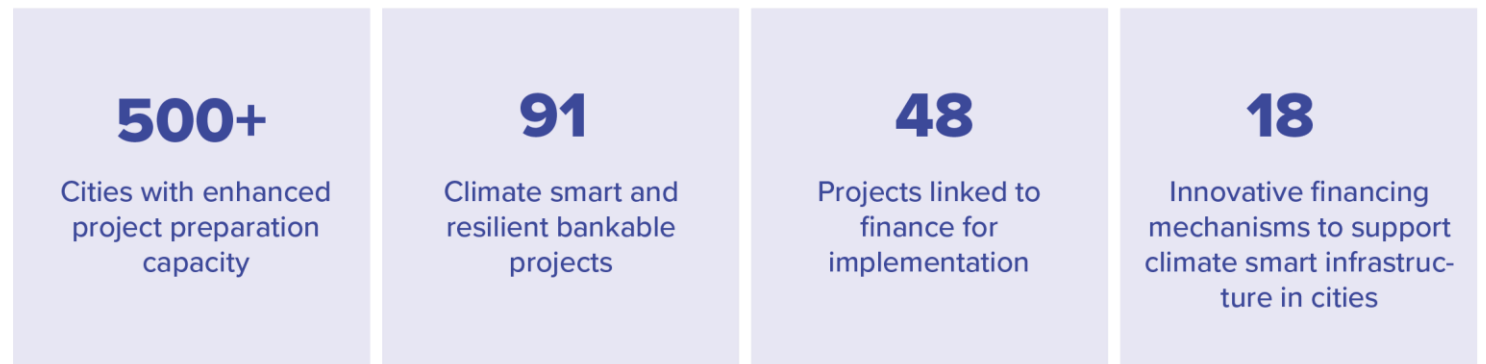 500+
Cities with enhanced
project preparation
capacity
91
Climate smart and
resilient bankable
projects
48
Projects linked to
finance for
implementation
18
Innovative financing
mechanisms to support
climate smart infrastruc-
ture in cities